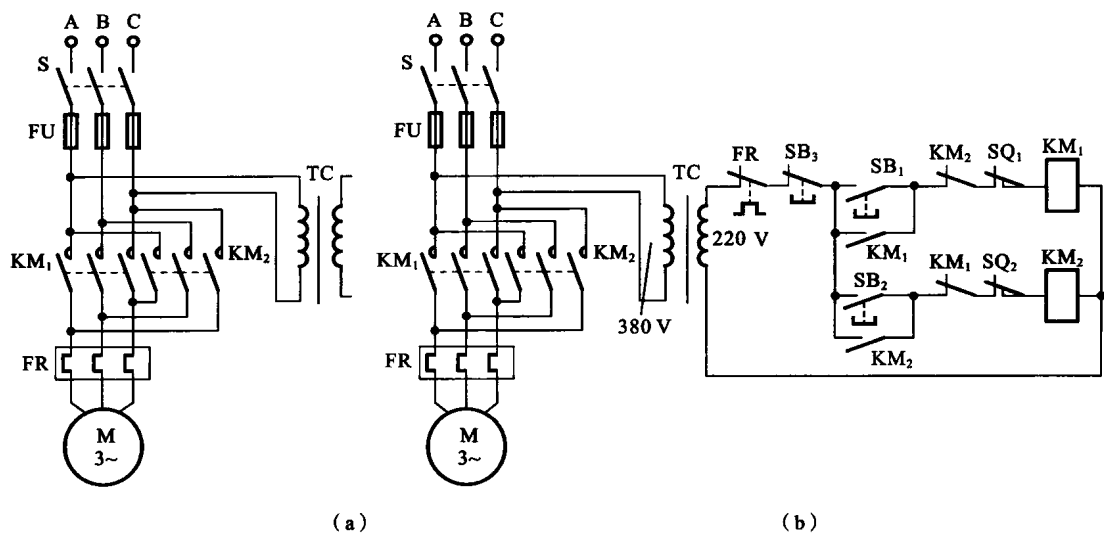 A B C
S
FU
TC
KM₁
KM₂
FR
M
3~
(a)
A B C
S
FU
TC
KM₁
KM₂
380 V
220 V
FR
M
3~
FR
SB₃
SB₁
KM₂
SQ₁
KM₁
KM₁
SB₂
KM₁
SQ₂
KM₂
KM₂
(b)